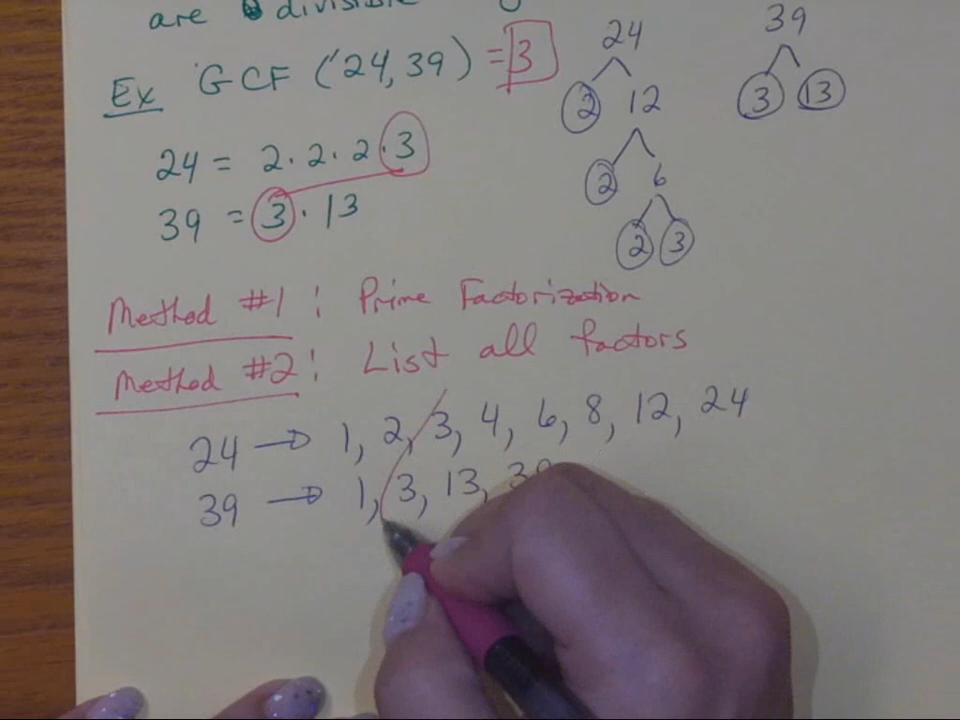 are divisible
Ex GCF (24, 39) = 3
24 = 2 · 2 · 2 · 3
39 = 3 · 13
24
2 12
2 6
2 3
39
3 13
Method #1: Prime Factorization
Method #2: List all factors
24 → 1, 2, 3, 4, 6, 8, 12, 24
39 → 1, 3, 13, 39